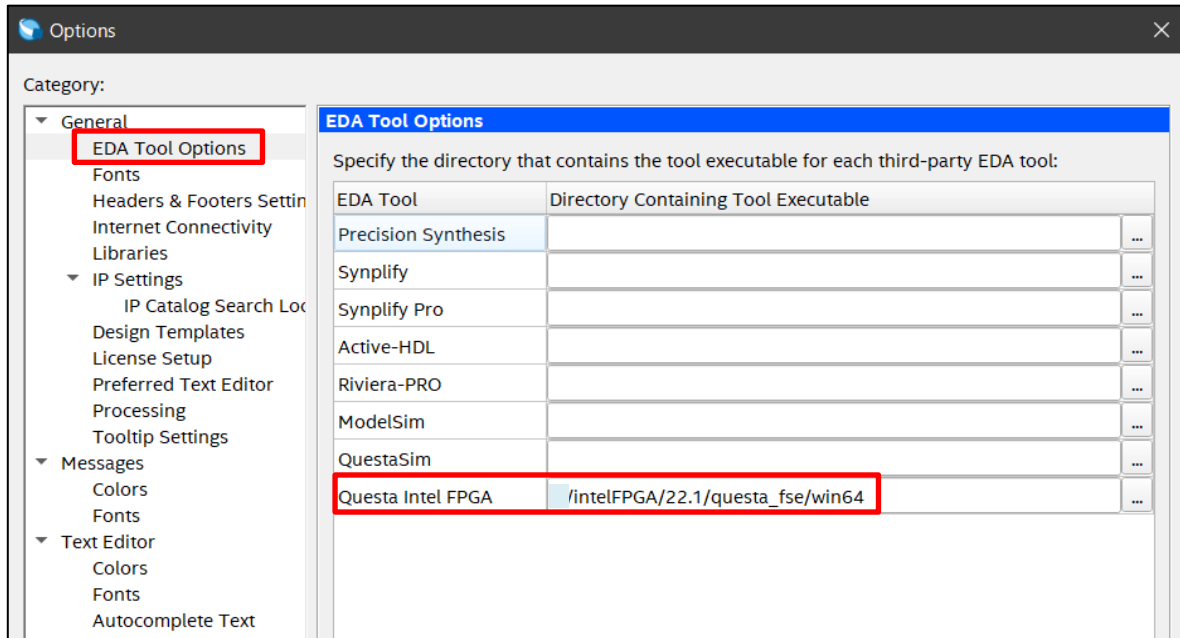 Options
Category:
General
EDA Tool Options
Fonts
Headers & Footers Settin
Internet Connectivity
Libraries
IP Settings
IP Catalog Search Loc
Design Templates
License Setup
Preferred Text Editor
Processing
Tooltip Settings
Messages
Colors
Fonts
Text Editor
Colors
Fonts
Autocomplete Text
EDA Tool Options
Specify the directory that contains the tool executable for each third-party EDA tool:
EDA Tool Directory Containing Tool Executable
Precision Synthesis ...
Synplify ...
Synplify Pro ...
Active-HDL ...
Riviera-PRO ...
ModelSim ...
QuestaSim ...
Questa Intel FPGA /intelFPGA/22.1/questa_fse/win64 ...